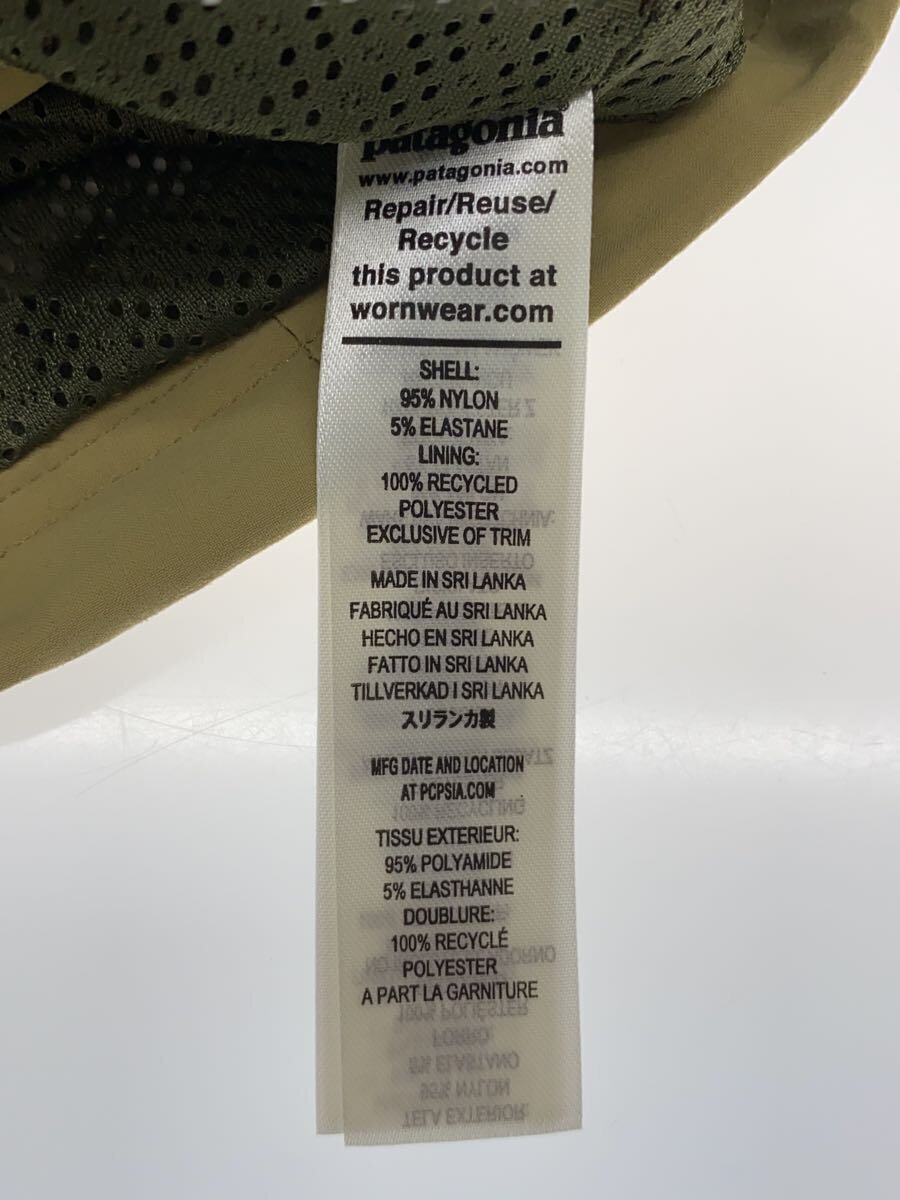 patagonia®
www.patagonia.com
Repair/Reuse/
Recycle
this product at
wornwear.com
SHELL:
95% NYLON
5% ELASTANE
LINING:
100% RECYCLED
POLYESTER
EXCLUSIVE OF TRIM
MADE IN SRI LANKA
FABRIQUÉ AU SRI LANKA
HECHO EN SRI LANKA
FATTO IN SRI LANKA
TILLVERKAD I SRI LANKA
スリランカ製
MFG DATE AND LOCATION
AT PCPSIA.COM
TISSU EXTERIEUR:
95% POLYAMIDE
5% ELASTHANNE
DOUBLURE:
100% RECYCLÉ
POLYESTER
A PART LA GARNITURE